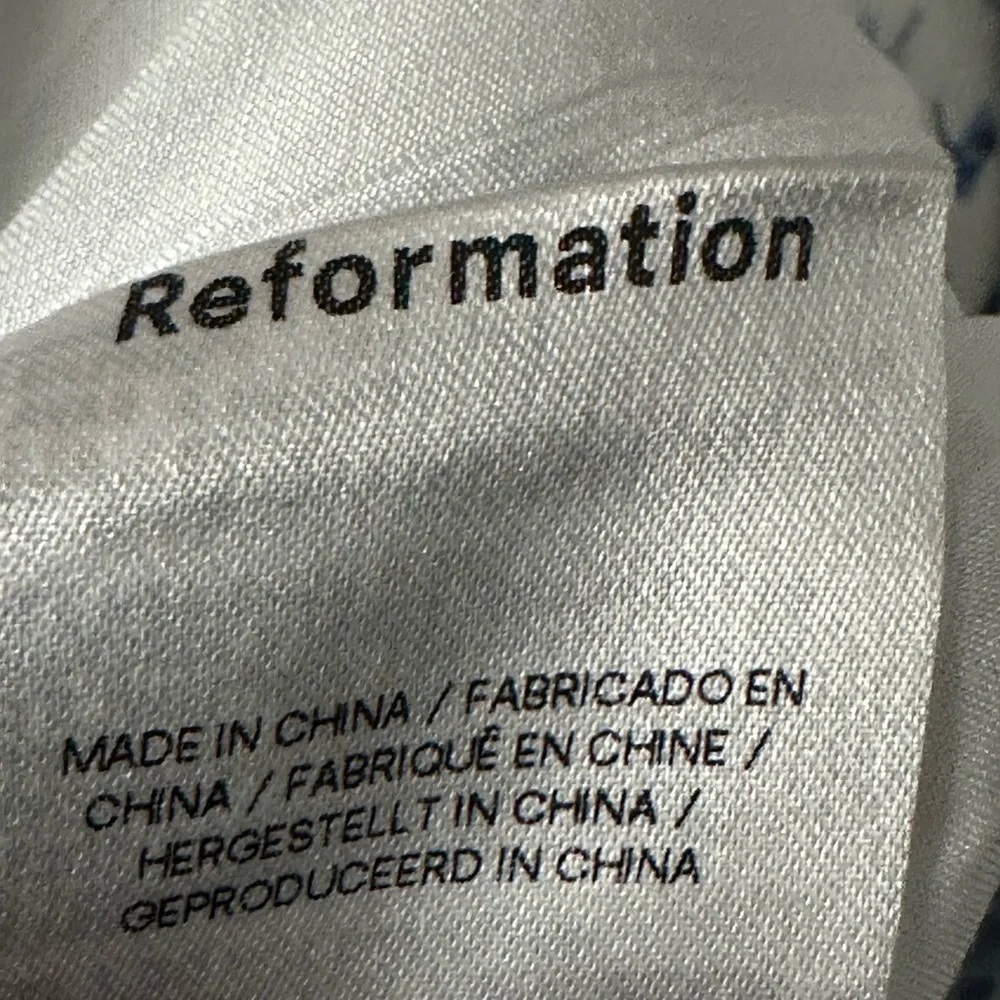 Reformation
MADE IN CHINA / FABRICADO EN
CHINA / FABRIQUÉ EN CHINE /
HERGESTELLT IN CHINA /
GEPRODUCEERD IN CHINA